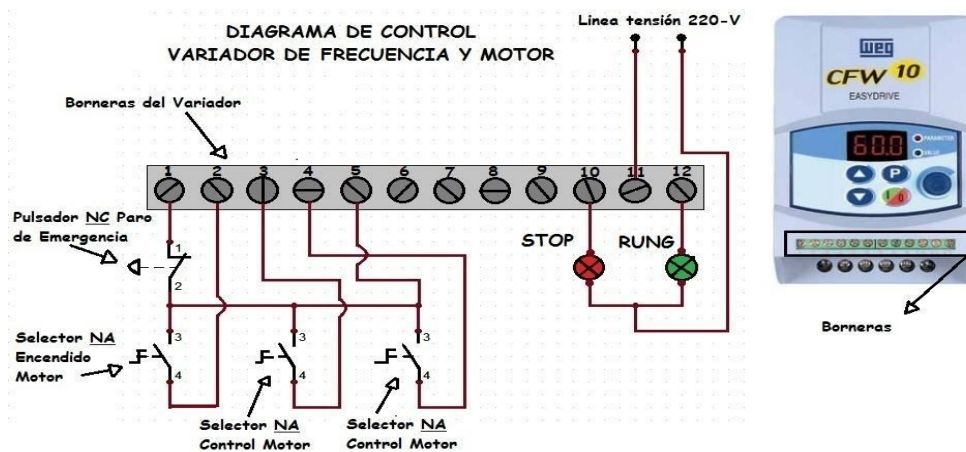 DIAGRAMA DE CONTROL
VARIADOR DE FRECUENCIA Y MOTOR
Linea tensión 220-V
Borneras del Variador
1 2 3 4 5 6 7 8 9 10 11 12
Pulsador NC Paro
de Emergencia
1
2
STOP
RUNG
Selector NA
Encendido
Motor
3
4
3
4
3
4
Selector NA
Control Motor
Selector NA
Control Motor
WEG
CFW 10
EASYDRIVE
60.0
PARAMETER
VALUE
P
I
0
Borneras